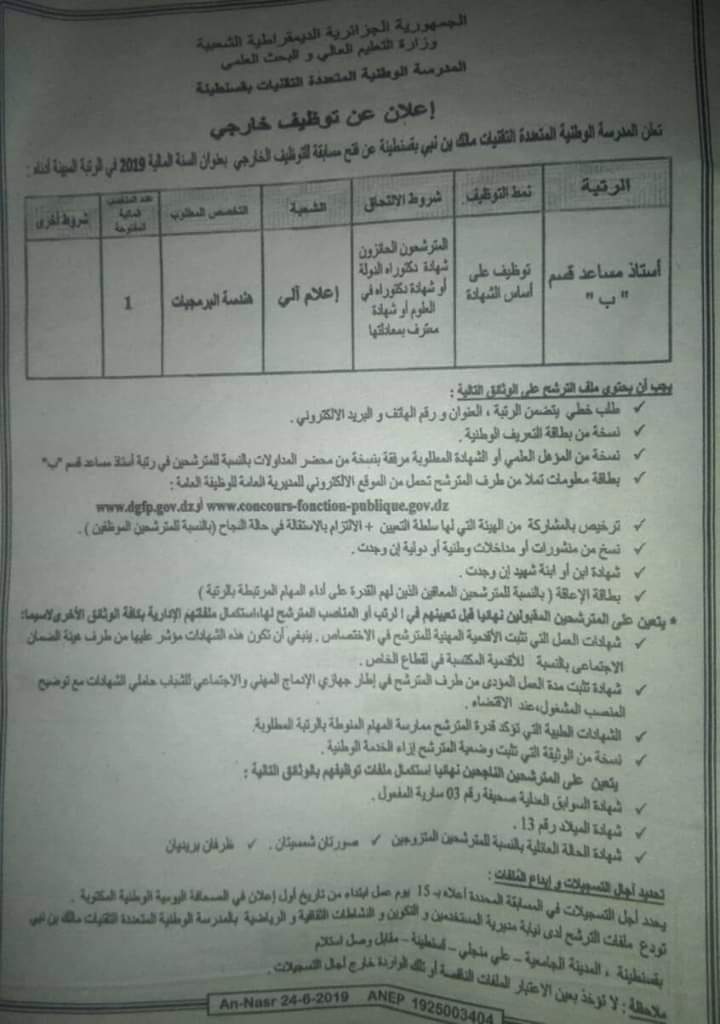 الجمهورية الجزائرية الديمقراطية الشعبية
وزارة التعليم العالي و البحث العلمي
المدرسة الوطنية المتعددة التقنيات بقسنطينة
إعلان عن توظيف خارجي
تعلن المدرسة الوطنية المتعددة التقنيات مالك بن نبي بقسنطينة عن فتح مسابقة للتوظيف الخارجي بعنوان السنة المالية 2019 في الرتبة المبينة أدناه :
الرتبة
نمط التوظيف
شروط الالتحاق
الشعبة
التخصص المطلوب
عدد المناصب المالية المفتوحة
شروط أخرى
أستاذ مساعد قسم " ب "
توظيف على أساس الشهادة
المترشحون الحائزون شهادة دكتوراه الدولة أو شهادة دكتوراه في العلوم أو شهادة معترف بمعادلتها
إعلام آلي
هندسة البرمجيات
1
يجب أن يحتوي ملف الترشح على الوثائق التالية :
✓ طلب خطي يتضمن الرتبة ، العنوان و رقم الهاتف و البريد الالكتروني .
✓ نسخة من بطاقة التعريف الوطنية .
✓ نسخة من المؤهل العلمي أو الشهادة المطلوبة مرفقة بنسخة من محضر المداولات بالنسبة للمترشحين في رتبة أستاذ مساعد قسم "ب"
✓ بطاقة معلومات تملأ من طرف المترشح تحمل من الموقع الالكتروني للمديرية العامة للوظيفة العامة :
www.concours-fonction-publique.gov.dz أو www.dgfp.gov.dz
✓ ترخيص بالمشاركة من الهيئة التي لها سلطة التعيين + الالتزام بالاستقالة في حالة النجاح (بالنسبة للمترشحين الموظفين ) .
✓ نسخ من منشورات أو مداخلات وطنية أو دولية إن وجدت .
✓ شهادة ابن أو ابنة شهيد إن وجدت .
✓ بطاقة الإعاقة ( بالنسبة للمترشحين المعاقين الذين لهم القدرة على أداء المهام المرتبطة بالرتبة )
* يتعين على المترشحين المقبولين نهائيا قبل تعيينهم في الرتب أو المناصب المترشح لها،استكمال ملفتهم الإدارية بكافة الوثائق الأخرى لاسيما:
✓ شهادات العمل التي تثبت الأقدمية المهنية للمترشح في الاختصاص . ينبغي أن تكون هذه الشهادات مؤشر عليها من طرف هيئة الضمان
الاجتماعي بالنسبة للأقدمية المكتسبة في لقطاع الخاص .
✓ شهادة تثبت مدة العمل المؤدى من طرف المترشح في إطار جهازي الإدماج المهني والاجتماعي للشباب حاملي الشهادات مع توضيح
المنصب المشغول،عند الاقتضاء .
✓ الشهادات الطبية التي تؤكد قدرة المترشح ممارسة المهام المنوطة بالرتبة المطلوبة.
✓ نسخة من الوثيقة التي تثبت وضعية المترشح إزاء الخدمة الوطنية .
يتعين على المترشحين الناجحين نهائيا استكمال ملفات توظيفهم بالوثائق التالية :
✓ شهادة السوابق العدلية صحيفة رقم 03 سارية المفعول .
✓ شهادة الميلاد رقم 13 .
✓ شهادة الحالة العائلية بالنسبة للمترشحين المتزوجين ✓ صورتان شمسيتان . ✓ ظرفان بريديان
تحديد آجال التسجيلات و إيداع الملفات :
يحدد أجل التسجيلات في المسابقة المحددة أعلاه بـ 15 يوم عمل ابتداء من تاريخ أول إعلان في الصحافة اليومية الوطنية المكتوبة .
تودع ملفات الترشح لدى نيابة مديرية المستخدمين و التكوين و النشاطات الثقافية و الرياضية بالمدرسة الوطنية المتعددة التقنيات مالك بن نبي
بقسنطينة ، المدينة الجامعية – علي منجلي – قسنطينة – مقابل وصل استلام
ملاحظة : لا تؤخذ بعين الاعتبار الملفات الناقصة أو تلك الواردة خارج آجال التسجيلات .
An-Nasr 24-6-2019 ANEP 1925003404